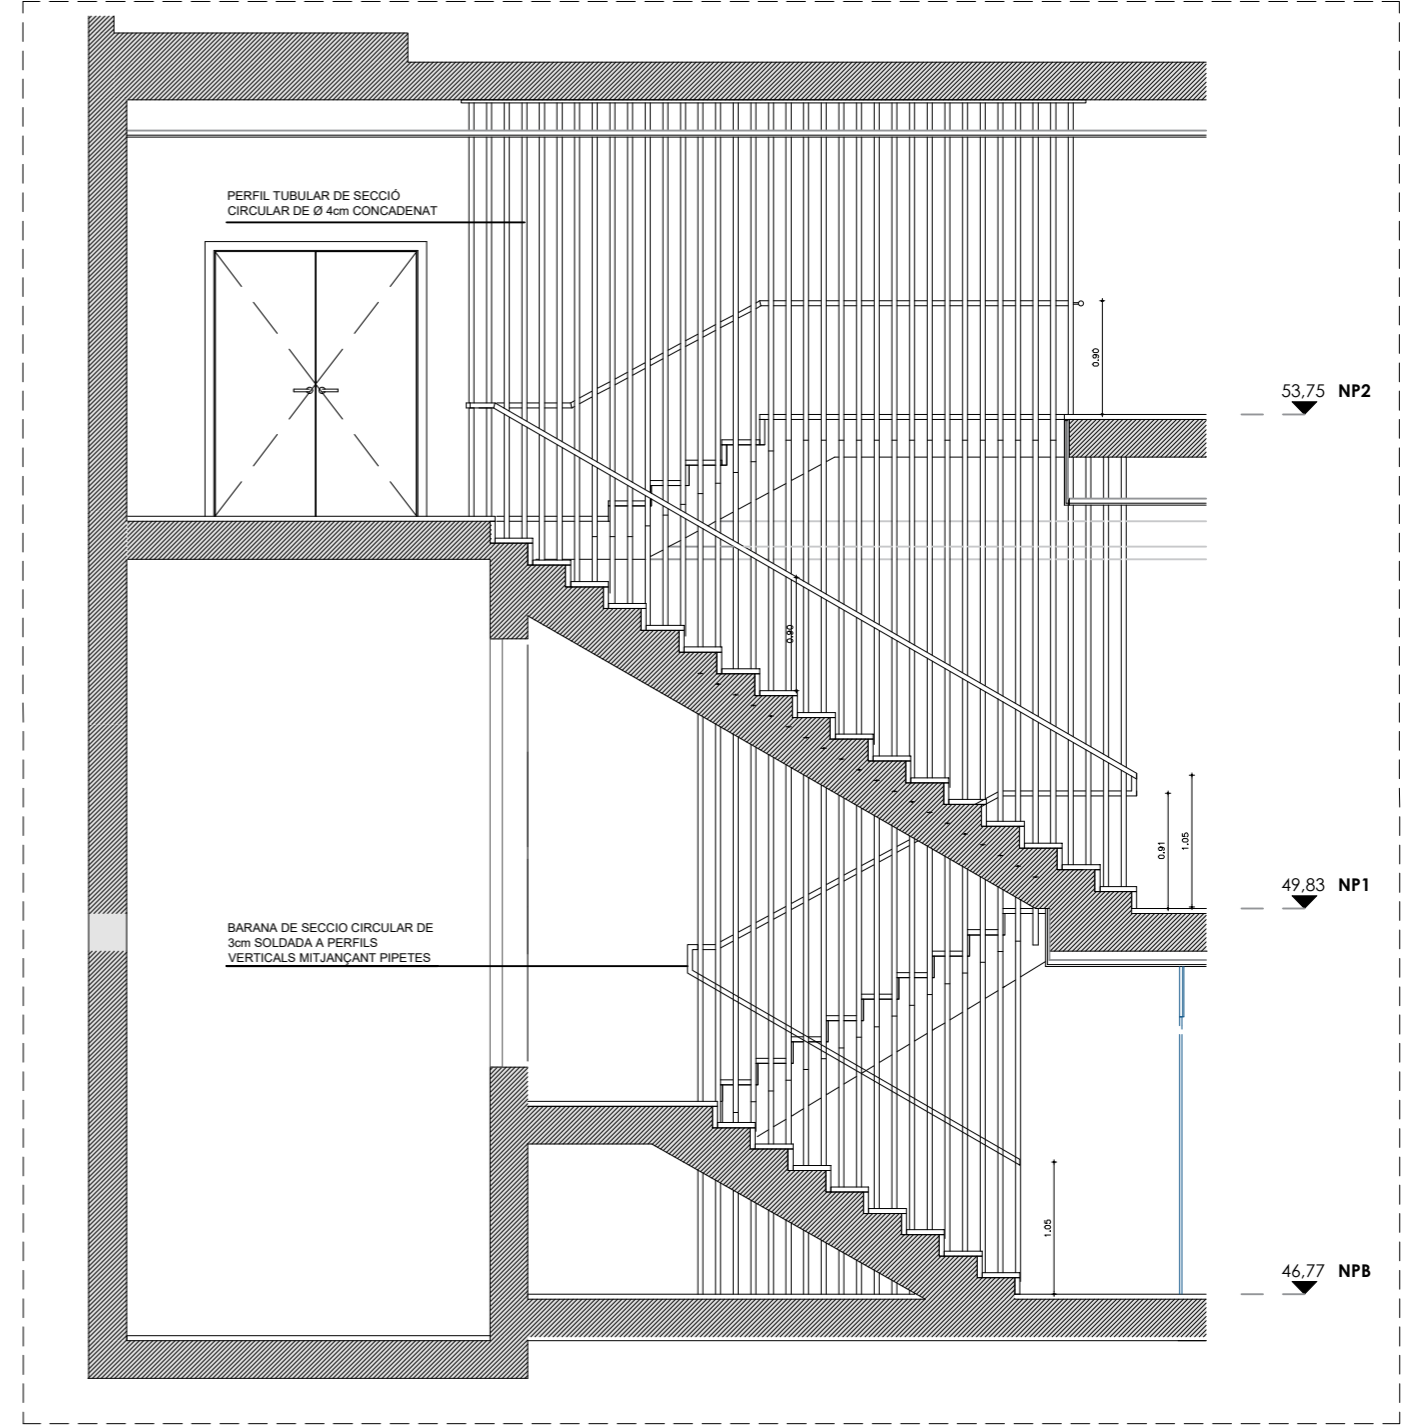 PERFIL TUBULAR DE SECCIÓ
CIRCULAR DE Ø 4cm CONCADENAT
0.90
53,75 NP2
0.90
0.91
1.05
49,83 NP1
BARANA DE SECCIO CIRCULAR DE
3cm SOLDADA A PERFILS
VERTICALS MITJANÇANT PIPETES
1.05
46,77 NPB